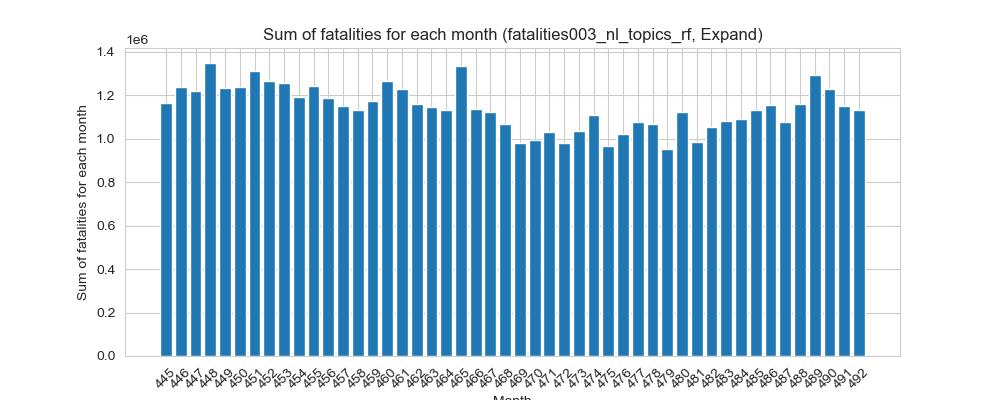 Sum of fatalities for each month (fatalities003_nl_topics_rf, Expand)
1e6
1.4
1.2
1.0
0.8
0.6
0.4
0.2
0.0
Sum of fatalities for each month
445 446 447 448 449 450 451 452 453 454 455 456 457 458 459 460 461 462 463 464 465 466 467 468 469 470 471 472 473 474 475 476 477 478 479 480 481 482 483 484 485 486 487 488 489 490 491 492
Month